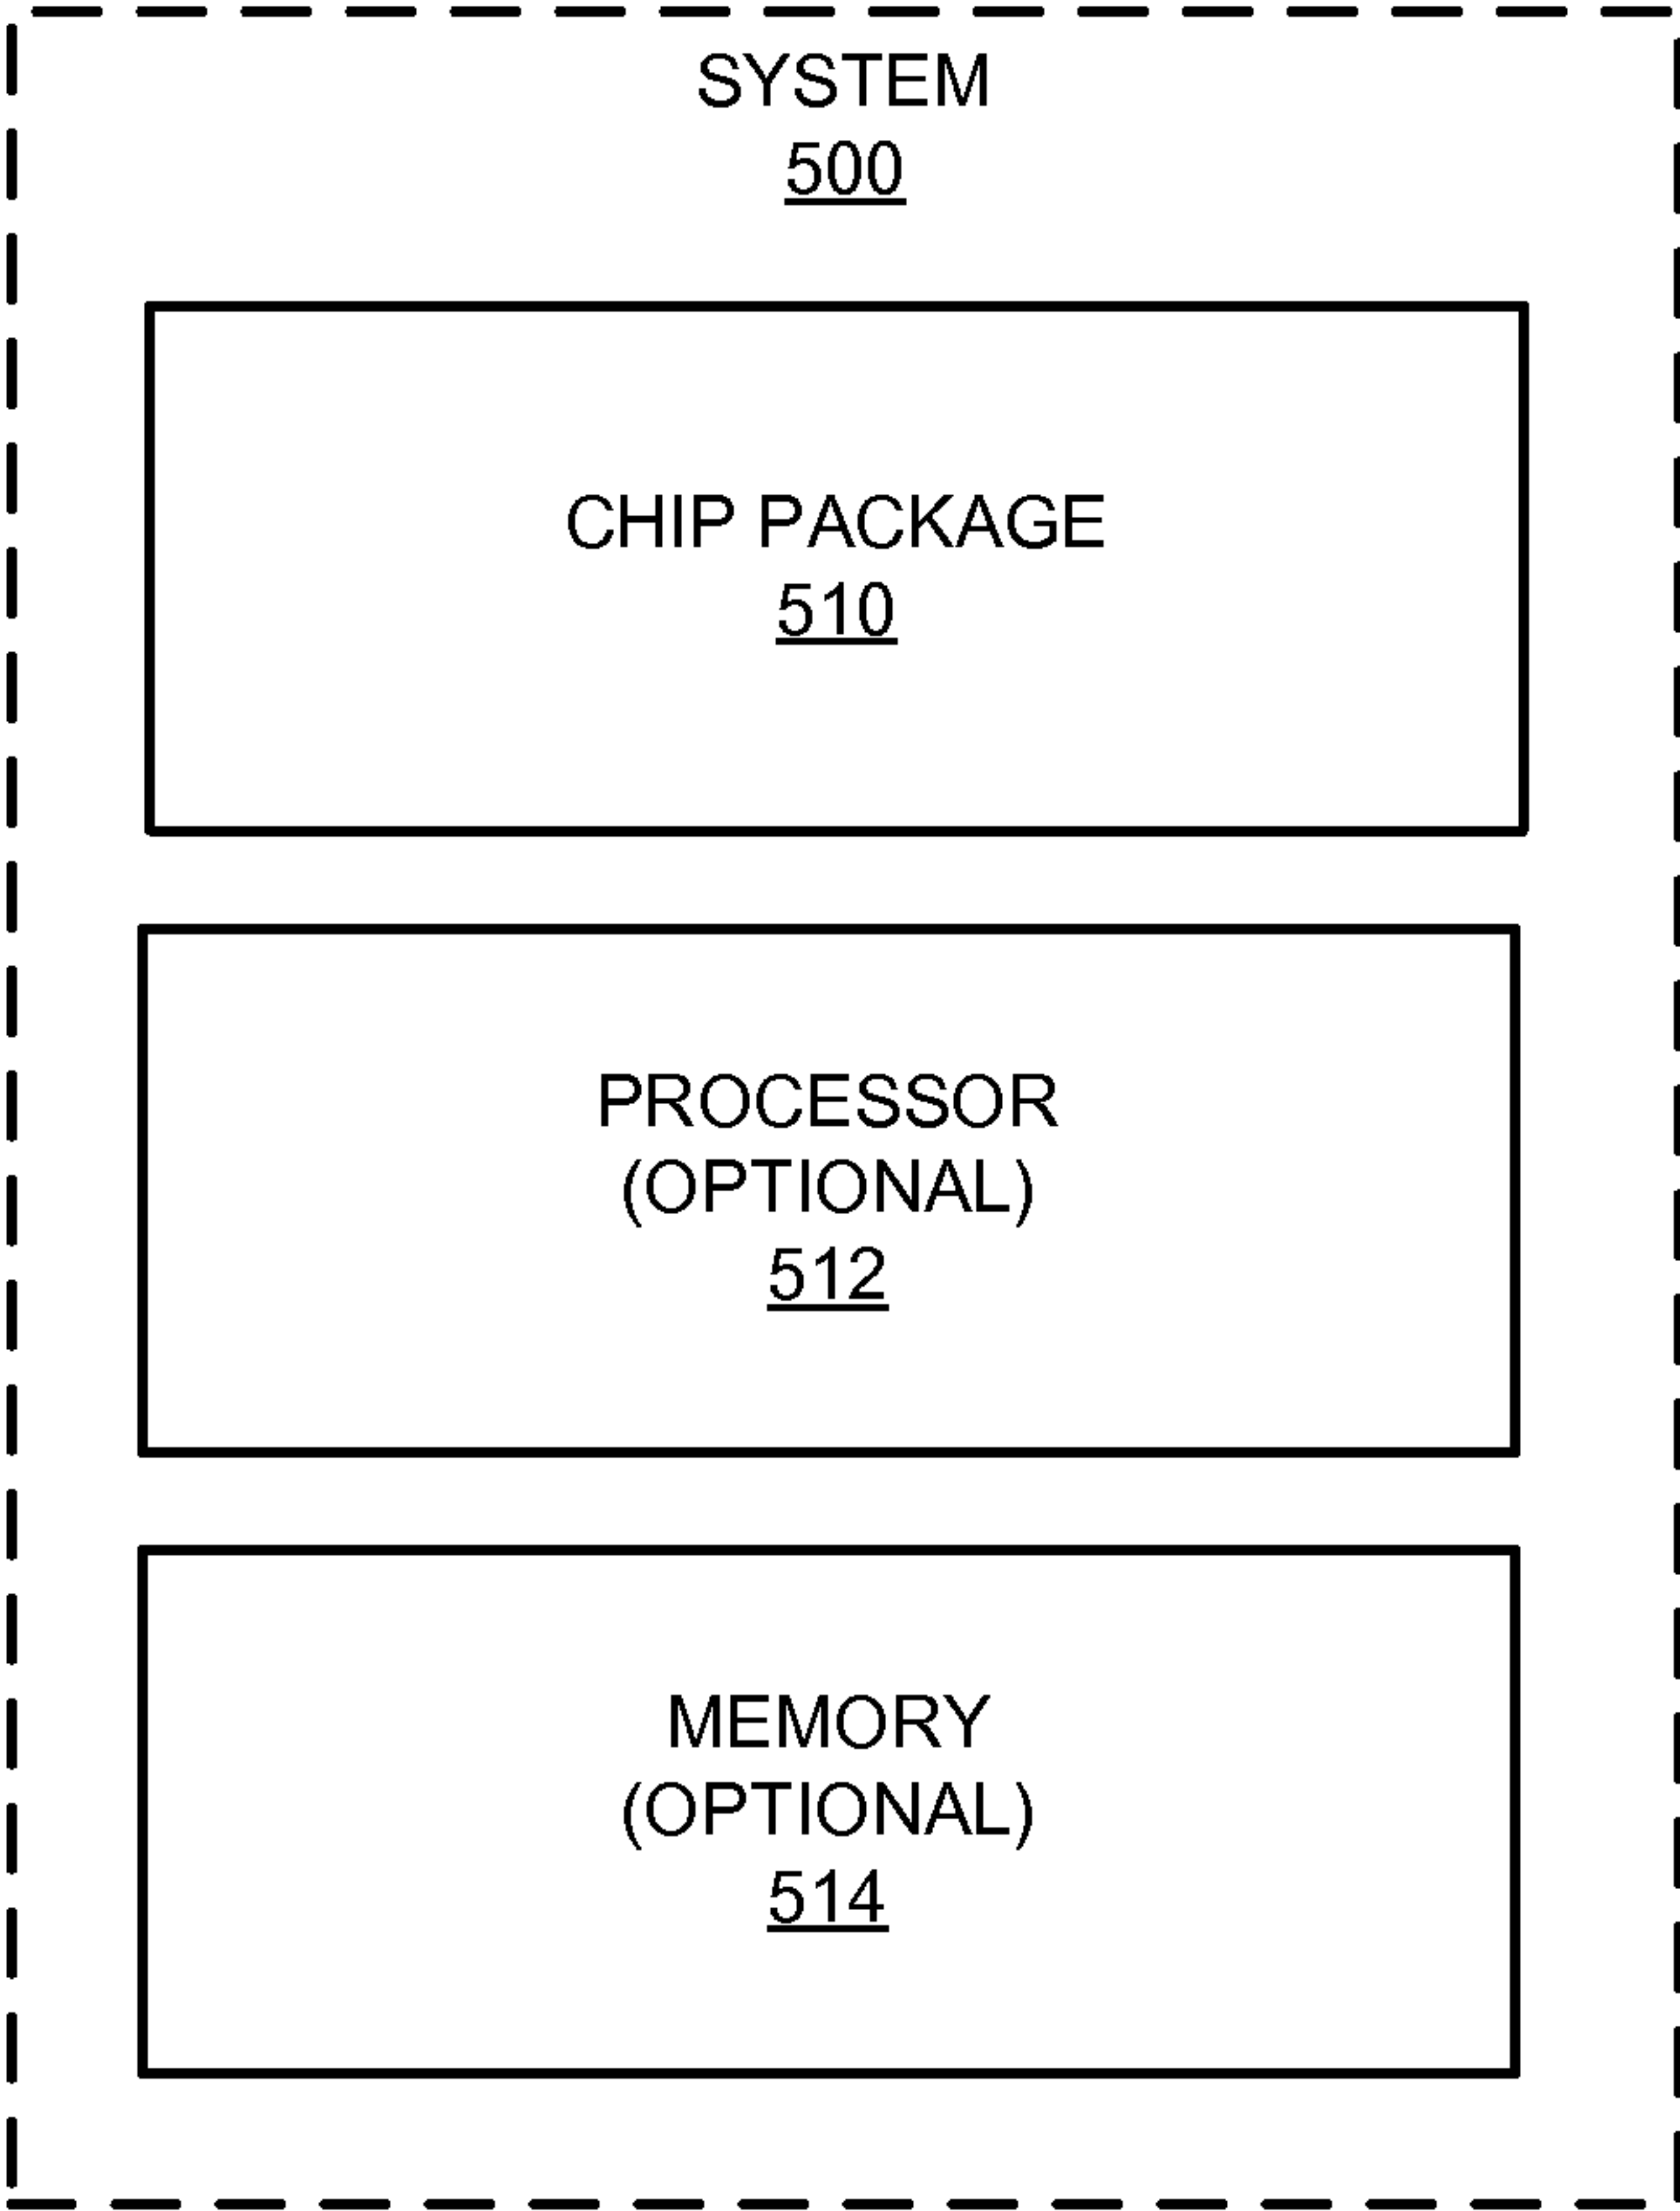 SYSTEM
500
CHIP PACKAGE
510
PROCESSOR
(OPTIONAL)
512
MEMORY
(OPTIONAL)
514